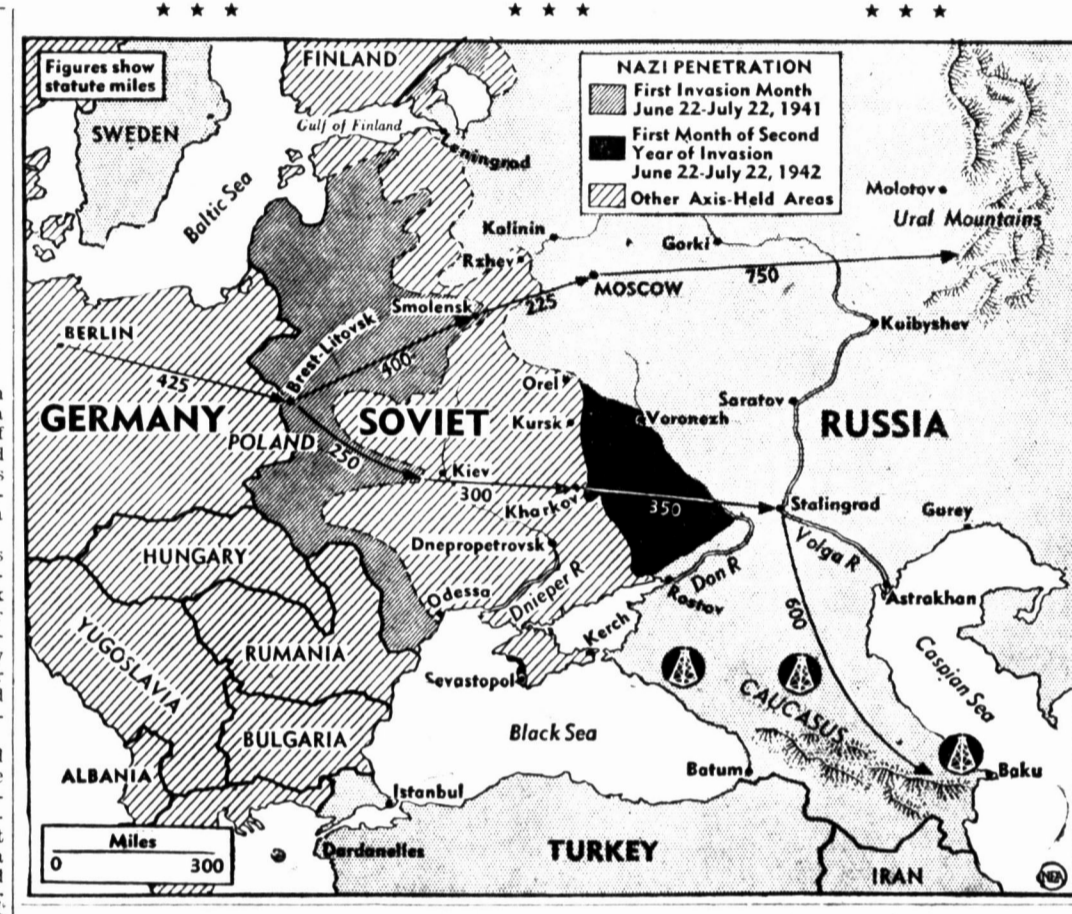 Figures show
statute miles
NAZI PENETRATION
First Invasion Month
June 22-July 22, 1941
First Month of Second
Year of Invasion
June 22-July 22, 1942
Other Axis-Held Areas
FINLAND
SWEDEN
Gulf of Finland
Leningrad
Baltic Sea
Molotov
Ural Mountains
Kalinin
Gorki
Rzhev
MOSCOW
750
225
Smolensk
Kuibyshev
BERLIN
Brest-Litovsk
400
425
Orel
Saratov
GERMANY
SOVIET
RUSSIA
Kursk
Voronezh
POLAND
250
Kiev
300
Kharkov
350
Stalingrad
Gurey
Volga R
HUNGARY
Dnepropetrovsk
Dnieper R
Don R
Odessa
Rostov
Astrakhan
600
Kerch
YUGOSLAVIA
RUMANIA
Sevastopol
Caspian Sea
CAUCASUS
Black Sea
BULGARIA
ALBANIA
Batum
Baku
Istanbul
Miles
0 300
Dardanelles
TURKEY
IRAN
NEA